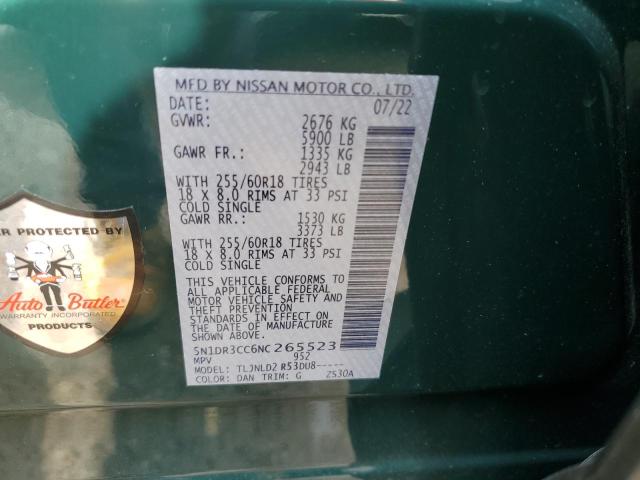 MFD BY NISSAN MOTOR CO., LTD.
DATE: 07/22
GVWR: 2676 KG
5900 LB
GAWR FR.: 1335 KG
2943 LB
WITH 255/60R18 TIRES
18 X 8.0 RIMS AT 33 PSI
COLD SINGLE
GAWR RR.: 1530 KG
3373 LB
WITH 255/60R18 TIRES
18 X 8.0 RIMS AT 33 PSI
COLD SINGLE
THIS VEHICLE CONFORMS TO
ALL APPLICABLE FEDERAL
MOTOR VEHICLE SAFETY AND
THEFT PREVENTION
STANDARDS IN EFFECT ON
THE DATE OF MANUFACTURE
SHOWN ABOVE.
5N1DR3CC6NC265523
MPV 952
MODEL: TLJNLD2 R53DU8-----
COLOR: DAN TRIM: G 2530A
ER PROTECTED BY
Auto Butler
WARRANTY INCORPORATED
PRODUCTS